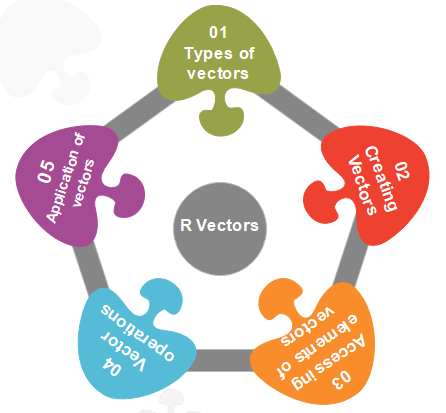 01
Types of
vectors
02
Creating
Vectors
03
Accessing
elements of
vectors
04
Vector
operations
05
Application of
vectors
R Vectors